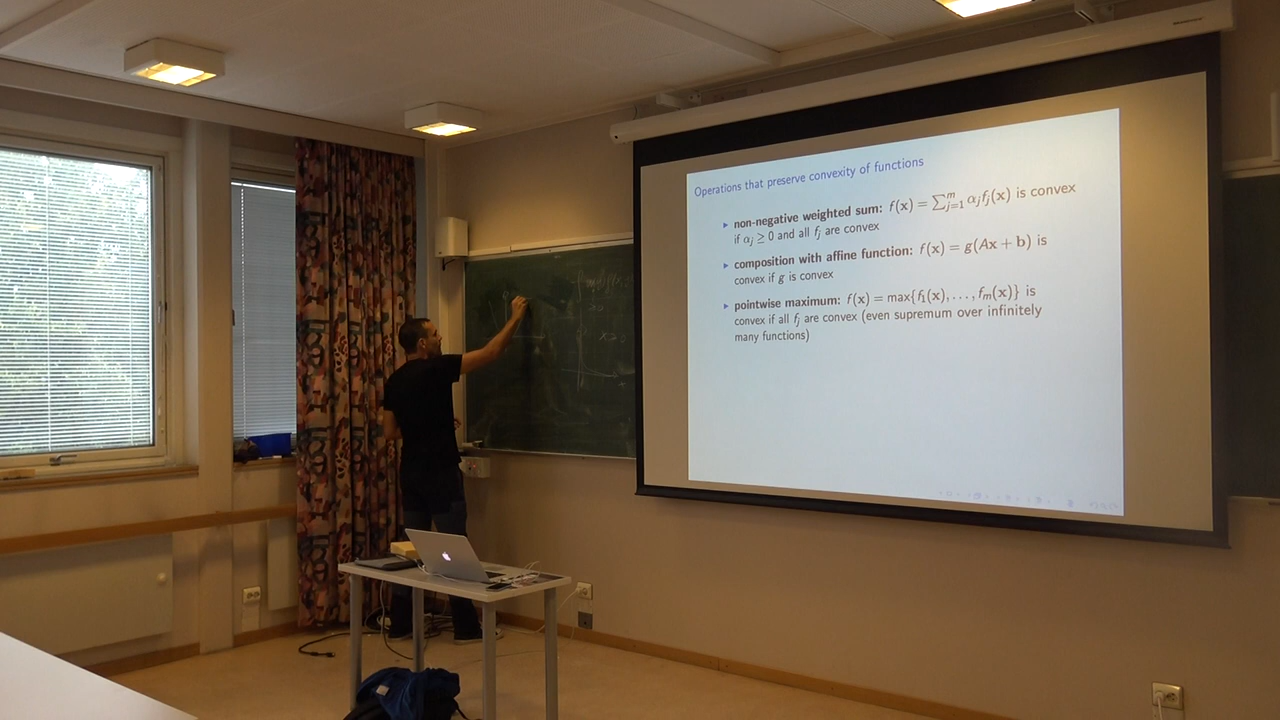 Operations that preserve convexity of functions
▶ non-negative weighted sum: f(x) = ∑_{j=1}^{m} α_j f_j(x) is convex
if α_j ≥ 0 and all f_j are convex
▶ composition with affine function: f(x) = g(Ax + b) is
convex if g is convex
▶ pointwise maximum: f(x) = max{f_1(x), . . . , f_m(x)} is
convex if all f_j are convex (even supremum over infinitely
many functions)